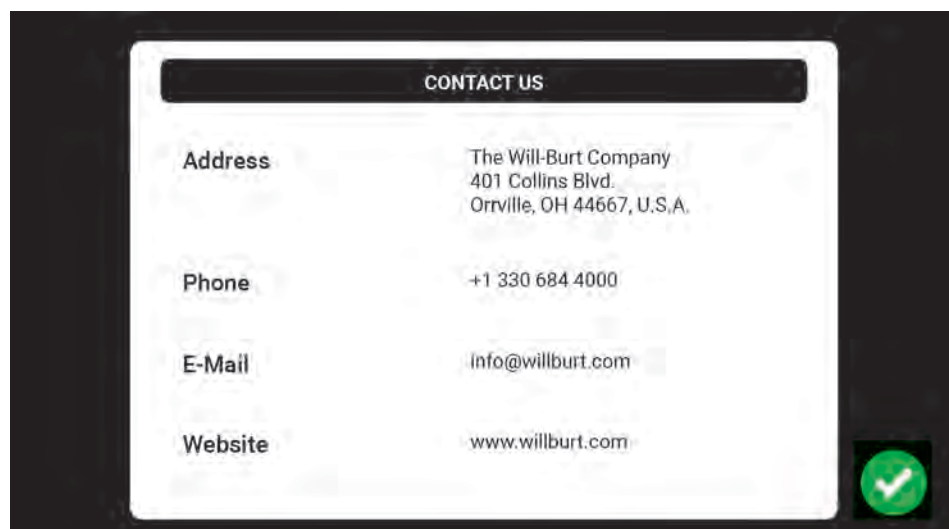 CONTACT US
Address
The Will-Burt Company
401 Collins Blvd.
Orrville, OH 44667, U.S.A.
Phone
+1 330 684 4000
E-Mail
info@willburt.com
Website
www.willburt.com